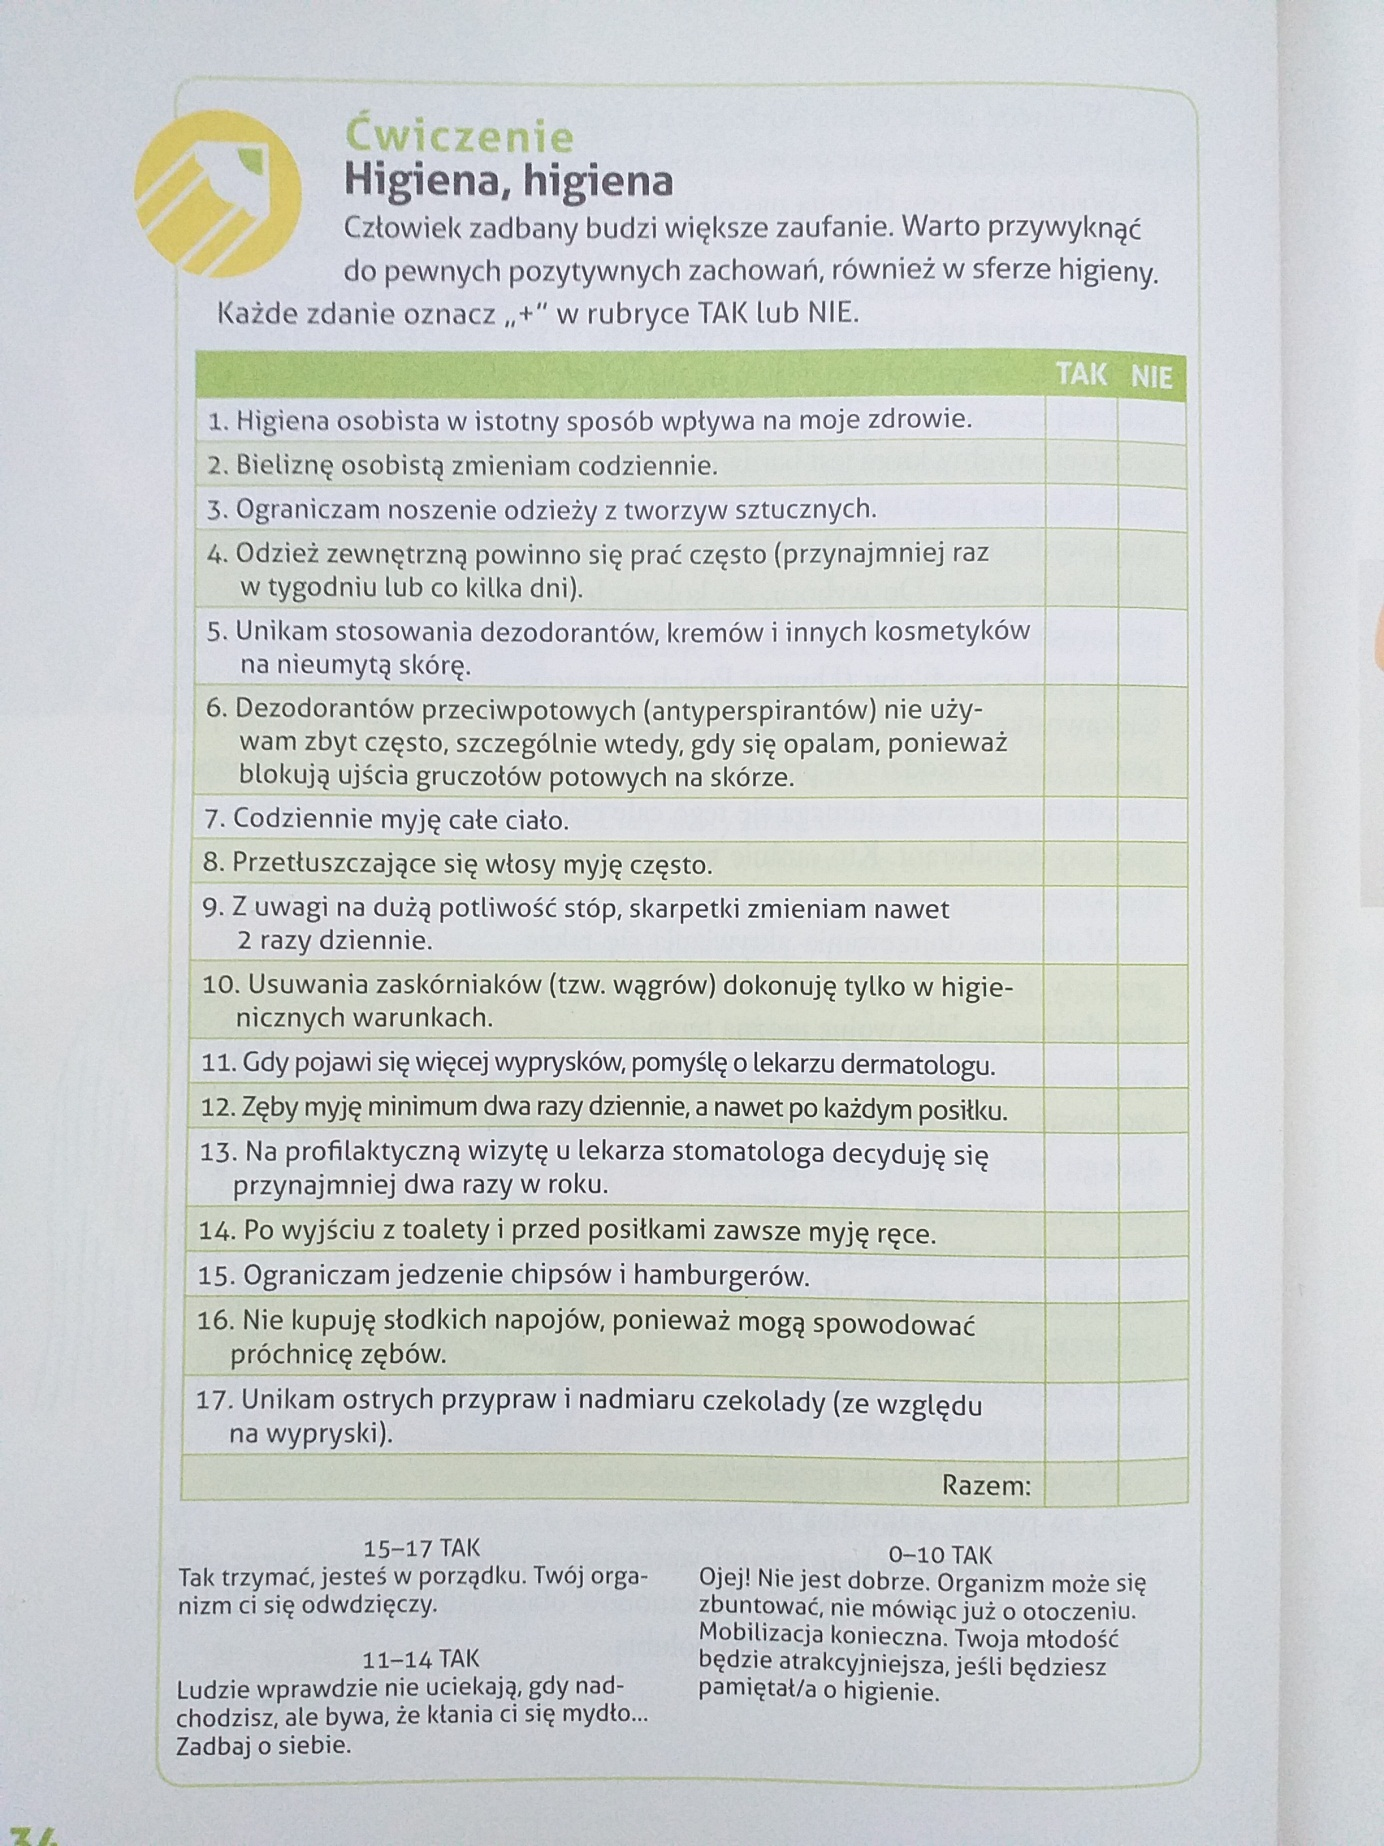 Ćwiczenie
Higiena, higiena
Człowiek zadbany budzi większe zaufanie. Warto przywyknąć
do pewnych pozytywnych zachowań, również w sferze higieny.
Każde zdanie oznacz „+" w rubryce TAK lub NIE.
TAK NIE
1. Higiena osobista w istotny sposób wpływa na moje zdrowie.
2. Bieliznę osobistą zmieniam codziennie.
3. Ograniczam noszenie odzieży z tworzyw sztucznych.
4. Odzież zewnętrzną powinno się prać często (przynajmniej raz
w tygodniu lub co kilka dni).
5. Unikam stosowania dezodorantów, kremów i innych kosmetyków
na nieumytą skórę.
6. Dezodorantów przeciwpotowych (antyperspirantów) nie uży-
wam zbyt często, szczególnie wtedy, gdy się opalam, ponieważ
blokują ujścia gruczołów potowych na skórze.
7. Codziennie myję całe ciało.
8. Przetłuszczające się włosy myję często.
9. Z uwagi na dużą potliwość stóp, skarpetki zmieniam nawet
2 razy dziennie.
10. Usuwania zaskórniaków (tzw. wągrów) dokonuję tylko w higie-
nicznych warunkach.
11. Gdy pojawi się więcej wyprysków, pomyślę o lekarzu dermatologu.
12. Zęby myję minimum dwa razy dziennie, a nawet po każdym posiłku.
13. Na profilaktyczną wizytę u lekarza stomatologa decyduję się
przynajmniej dwa razy w roku.
14. Po wyjściu z toalety i przed posiłkami zawsze myję ręce.
15. Ograniczam jedzenie chipsów i hamburgerów.
16. Nie kupuję słodkich napojów, ponieważ mogą spowodować
próchnicę zębów.
17. Unikam ostrych przypraw i nadmiaru czekolady (ze względu
na wypryski).
Razem:
15–17 TAK
Tak trzymać, jesteś w porządku. Twój orga-
nizm ci się odwdzięczy.
11–14 TAK
Ludzie wprawdzie nie uciekają, gdy nad-
chodzisz, ale bywa, że kłania ci się mydło...
Zadbaj o siebie.
0–10 TAK
Ojej! Nie jest dobrze. Organizm może się
zbuntować, nie mówiąc już o otoczeniu.
Mobilizacja konieczna. Twoja młodość
będzie atrakcyjniejsza, jeśli będziesz
pamiętał/a o higienie.
34